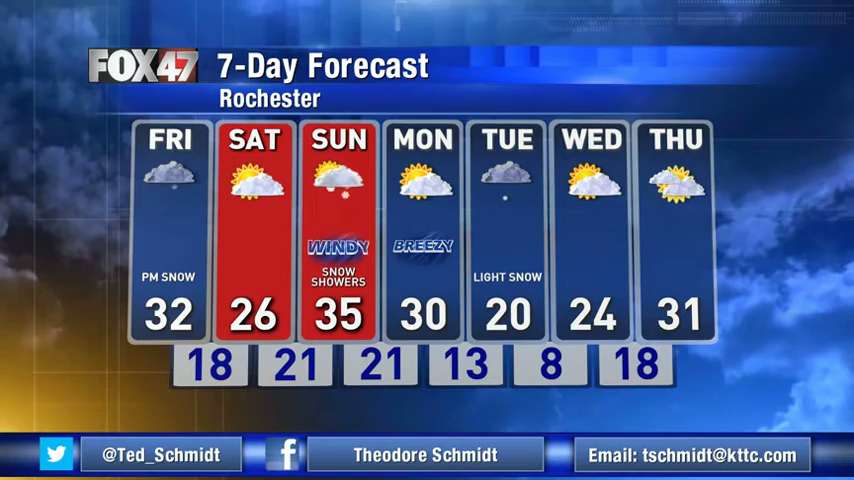 FOX47 7-Day Forecast
Rochester
FRI SAT SUN MON TUE WED THU
WINDY BREEZY
PM SNOW SNOW SHOWERS LIGHT SNOW
32 26 35 30 20 24 31
18 21 21 13 8 18
@Ted_Schmidt f Theodore Schmidt Email: tschmidt@kttc.com